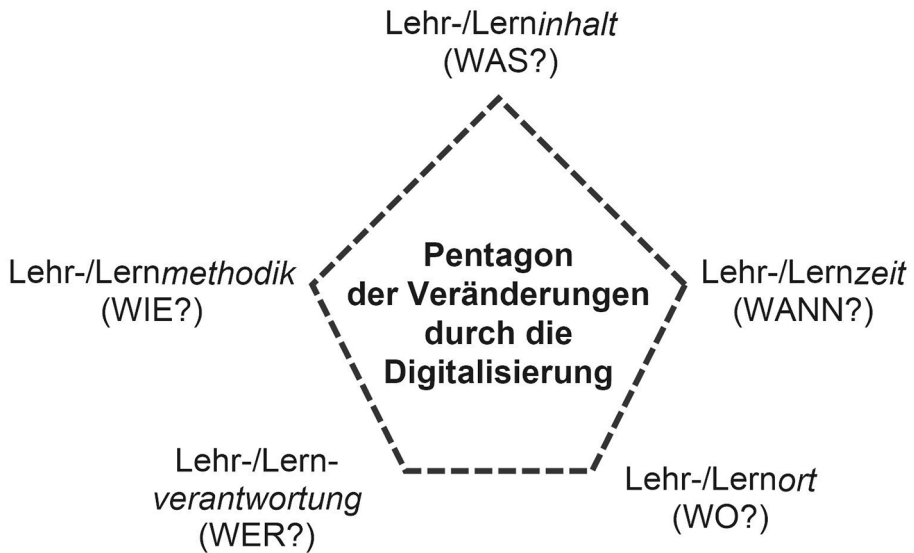 Lehr-/Lerninhalt
(WAS?)
Lehr-/Lernmethodik
(WIE?)
Pentagon
der Veränderungen
durch die
Digitalisierung
Lehr-/Lernzeit
(WANN?)
Lehr-/Lern-
verantwortung
(WER?)
Lehr-/Lernort
(WO?)